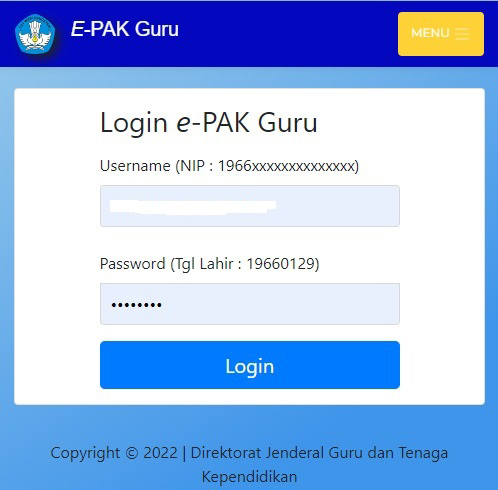 E-PAK Guru
MENU
Login e-PAK Guru
Username (NIP : 1966xxxxxxxxxxxxxx)
Password (Tgl Lahir : 19660129)
••••••••
Login
Copyright © 2022 | Direktorat Jenderal Guru dan Tenaga
Kependidikan